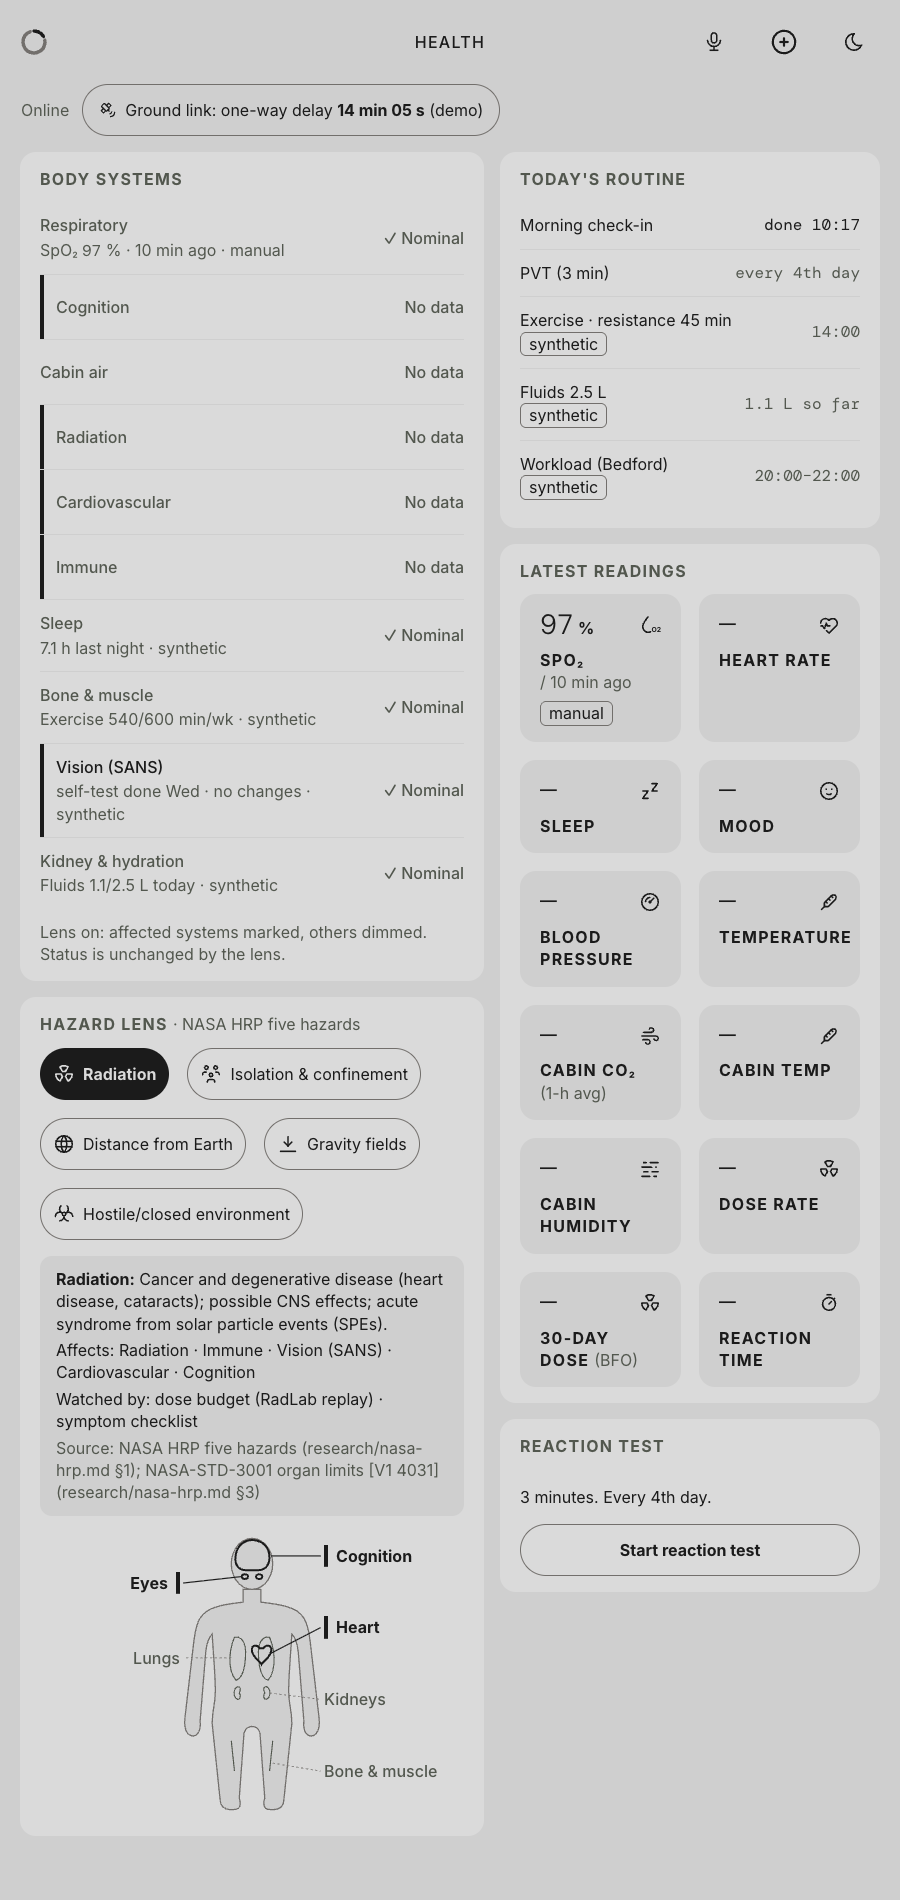 HEALTH
Online
Ground link: one-way delay 14 min 05 s (demo)
BODY SYSTEMS
Respiratory
SpO₂ 97 % · 10 min ago · manual
✓ Nominal
Cognition
No data
Cabin air
No data
Radiation
No data
Cardiovascular
No data
Immune
No data
Sleep
7.1 h last night · synthetic
✓ Nominal
Bone & muscle
Exercise 540/600 min/wk · synthetic
✓ Nominal
Vision (SANS)
self-test done Wed · no changes ·
synthetic
✓ Nominal
Kidney & hydration
Fluids 1.1/2.5 L today · synthetic
✓ Nominal
Lens on: affected systems marked, others dimmed.
Status is unchanged by the lens.
HAZARD LENS · NASA HRP five hazards
Radiation
Isolation & confinement
Distance from Earth
Gravity fields
Hostile/closed environment
Radiation: Cancer and degenerative disease (heart
disease, cataracts); possible CNS effects; acute
syndrome from solar particle events (SPEs).
Affects: Radiation · Immune · Vision (SANS) ·
Cardiovascular · Cognition
Watched by: dose budget (RadLab replay) ·
symptom checklist
Source: NASA HRP five hazards (research/nasa-
hrp.md §1); NASA-STD-3001 organ limits [V1 4031]
(research/nasa-hrp.md §3)
Cognition
Eyes
Heart
Lungs
Kidneys
Bone & muscle
TODAY'S ROUTINE
Morning check-in
done 10:17
PVT (3 min)
every 4th day
Exercise · resistance 45 min
synthetic
14:00
Fluids 2.5 L
synthetic
1.1 L so far
Workload (Bedford)
synthetic
20:00–22:00
LATEST READINGS
97 %
O2
SPO₂
/ 10 min ago
manual
—
HEART RATE
—
zZ
SLEEP
—
MOOD
—
BLOOD
PRESSURE
—
TEMPERATURE
—
CABIN CO₂
(1-h avg)
—
CABIN TEMP
—
CABIN
HUMIDITY
—
DOSE RATE
—
30-DAY
DOSE (BFO)
—
REACTION
TIME
REACTION TEST
3 minutes. Every 4th day.
Start reaction test